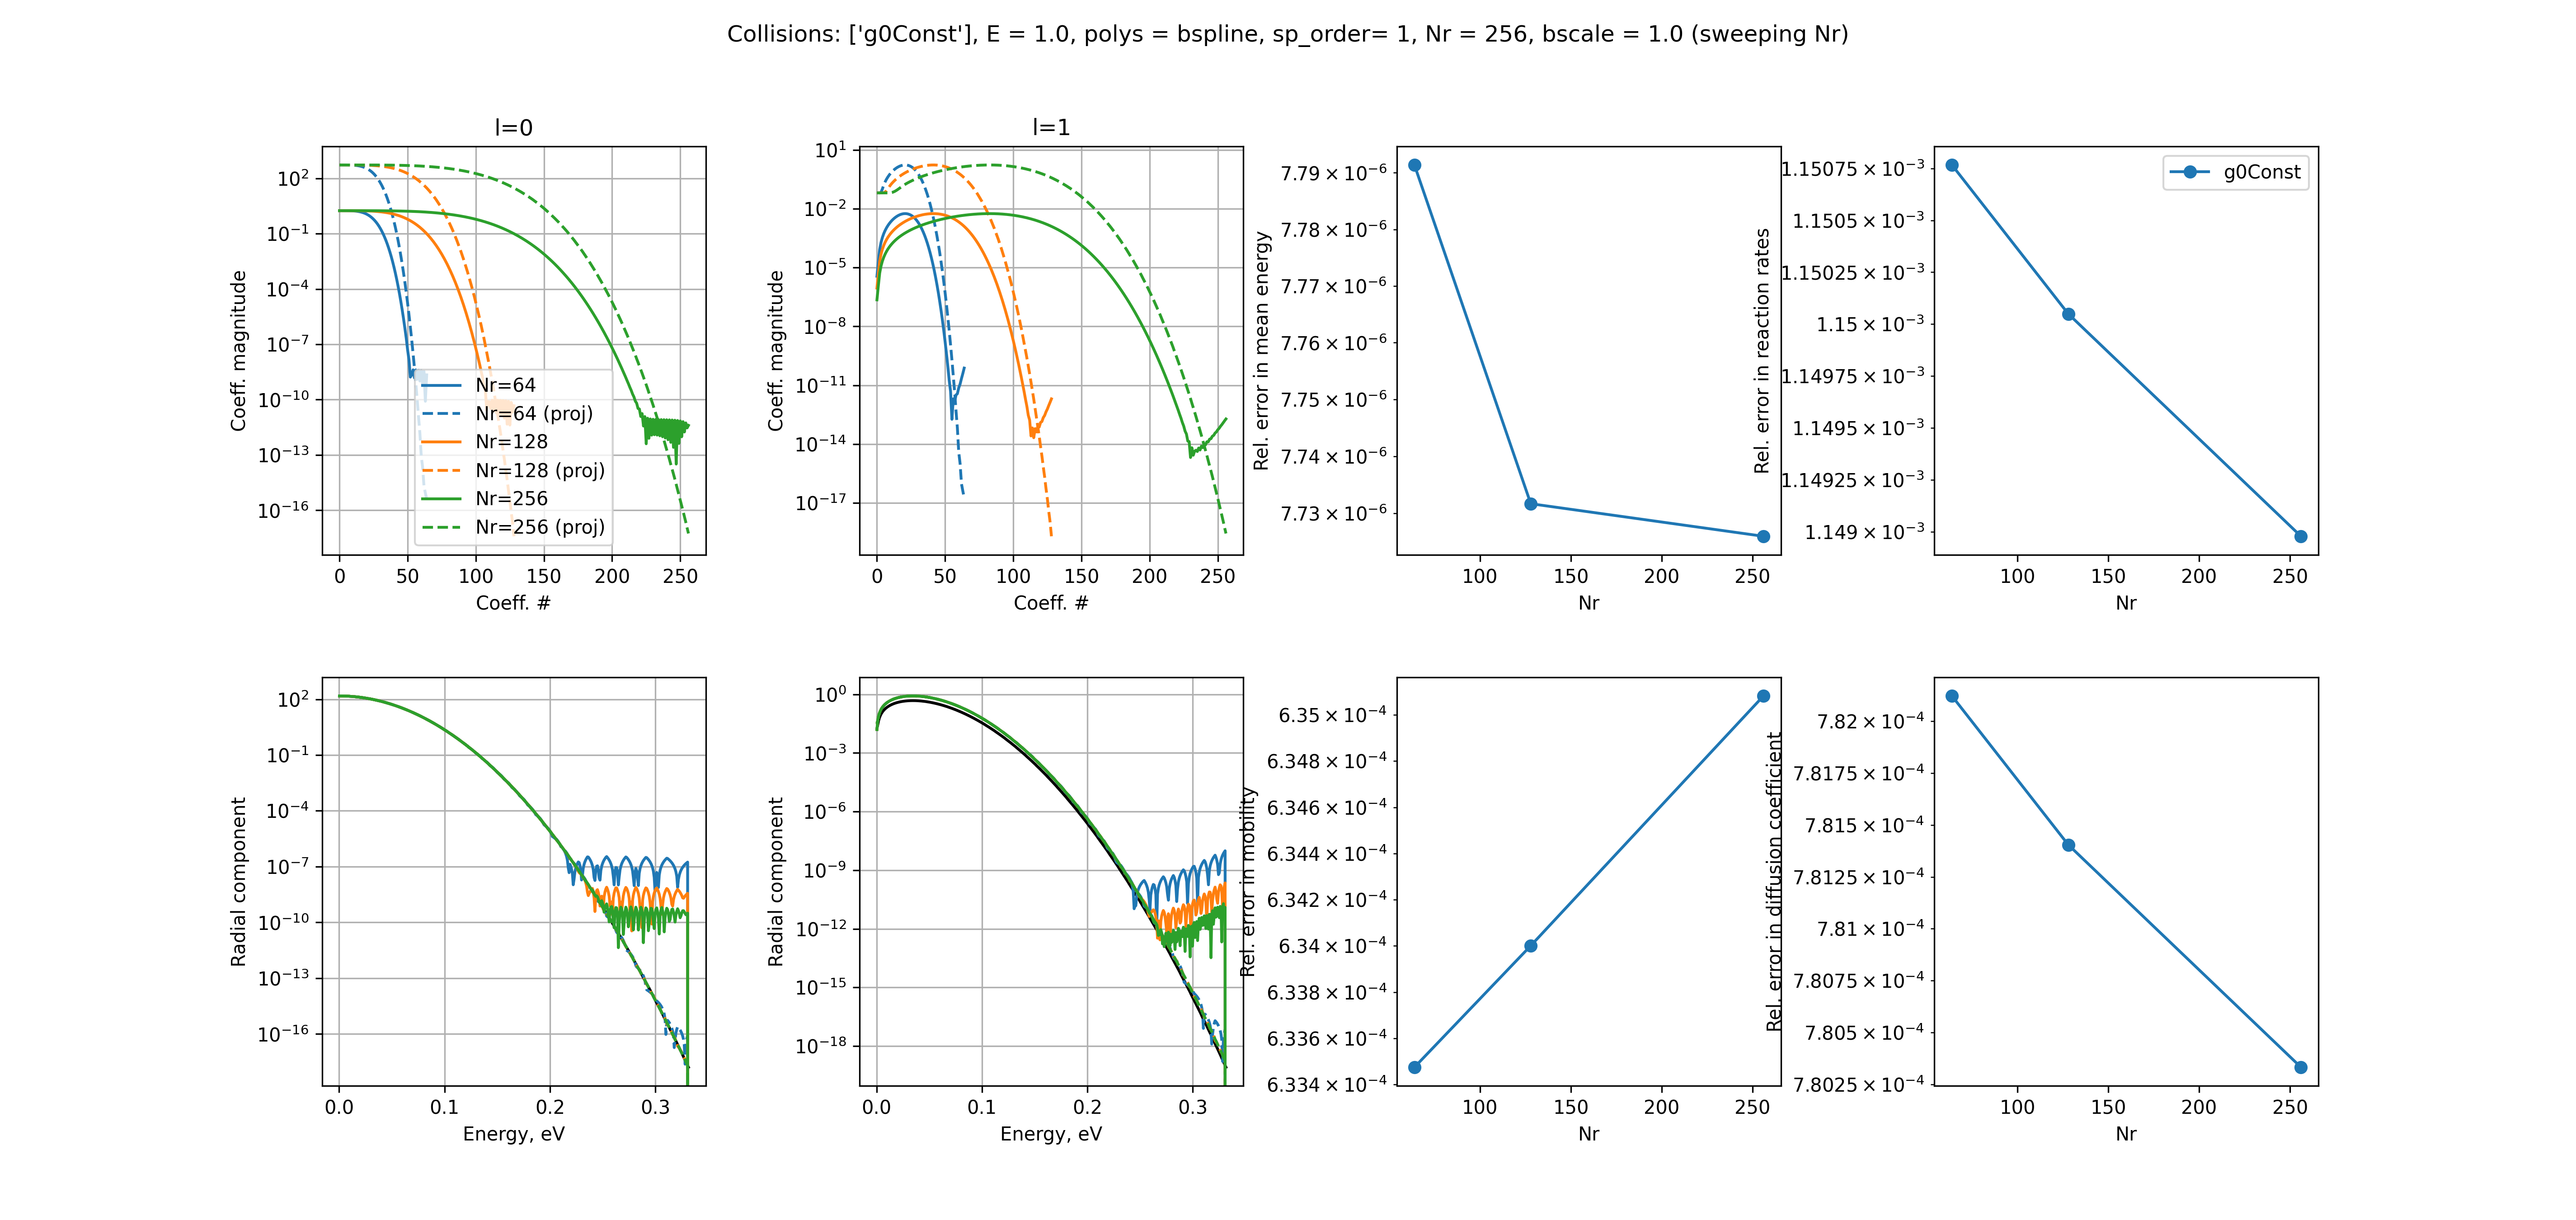 Collisions: ['g0Const'], E = 1.0, polys = bspline, sp_order= 1, Nr = 256, bscale = 1.0 (sweeping Nr)
l=0
Coeff. magnitude
10²
10⁻¹
10⁻⁴
10⁻⁷
10⁻¹⁰
10⁻¹³
10⁻¹⁶
Nr=64
Nr=64 (proj)
Nr=128
Nr=128 (proj)
Nr=256
Nr=256 (proj)
0 50 100 150 200 250
Coeff. #
l=1
Coeff. magnitude
10¹
10⁻²
10⁻⁵
10⁻⁸
10⁻¹¹
10⁻¹⁴
10⁻¹⁷
0 50 100 150 200 250
Coeff. #
Rel. error in mean energy
7.79 × 10⁻⁶
7.78 × 10⁻⁶
7.77 × 10⁻⁶
7.76 × 10⁻⁶
7.75 × 10⁻⁶
7.74 × 10⁻⁶
7.73 × 10⁻⁶
100 150 200 250
Nr
Rel. error in reaction rates
1.15075 × 10⁻³
1.1505 × 10⁻³
1.15025 × 10⁻³
1.15 × 10⁻³
1.14975 × 10⁻³
1.1495 × 10⁻³
1.14925 × 10⁻³
1.149 × 10⁻³
g0Const
100 150 200 250
Nr
Radial component
10²
10⁻¹
10⁻⁴
10⁻⁷
10⁻¹⁰
10⁻¹³
10⁻¹⁶
0.0 0.1 0.2 0.3
Energy, eV
Radial component
10⁰
10⁻³
10⁻⁶
10⁻⁹
10⁻¹²
10⁻¹⁵
10⁻¹⁸
0.0 0.1 0.2 0.3
Energy, eV
Rel. error in mobility
6.35 × 10⁻⁴
6.348 × 10⁻⁴
6.346 × 10⁻⁴
6.344 × 10⁻⁴
6.342 × 10⁻⁴
6.34 × 10⁻⁴
6.338 × 10⁻⁴
6.336 × 10⁻⁴
6.334 × 10⁻⁴
100 150 200 250
Nr
Rel. error in diffusion coefficient
7.82 × 10⁻⁴
7.8175 × 10⁻⁴
7.815 × 10⁻⁴
7.8125 × 10⁻⁴
7.81 × 10⁻⁴
7.8075 × 10⁻⁴
7.805 × 10⁻⁴
7.8025 × 10⁻⁴
100 150 200 250
Nr